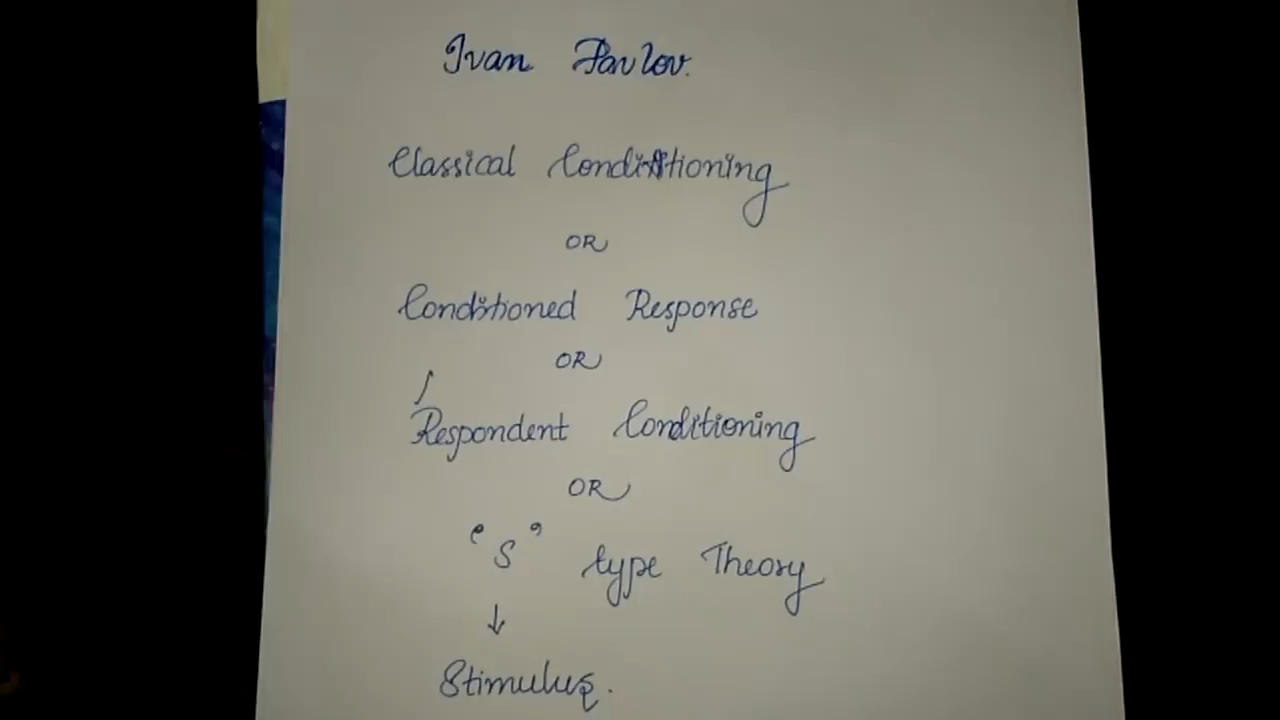 Ivan Pavlov.
Classical Conditioning
OR
Conditioned Response
OR
Respondent Conditioning
OR
'S' type Theory
↓
Stimulus.